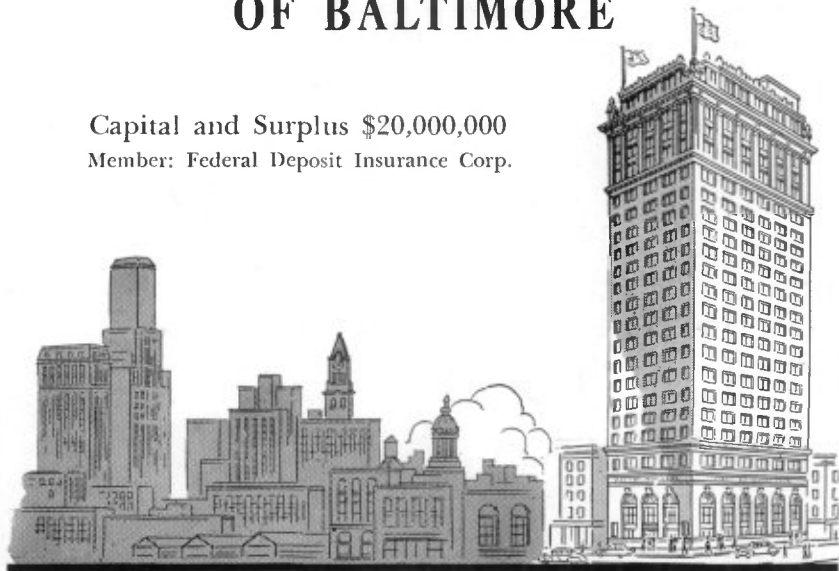 OF BALTIMORE
Capital and Surplus $20,000,000
Member: Federal Deposit Insurance Corp.